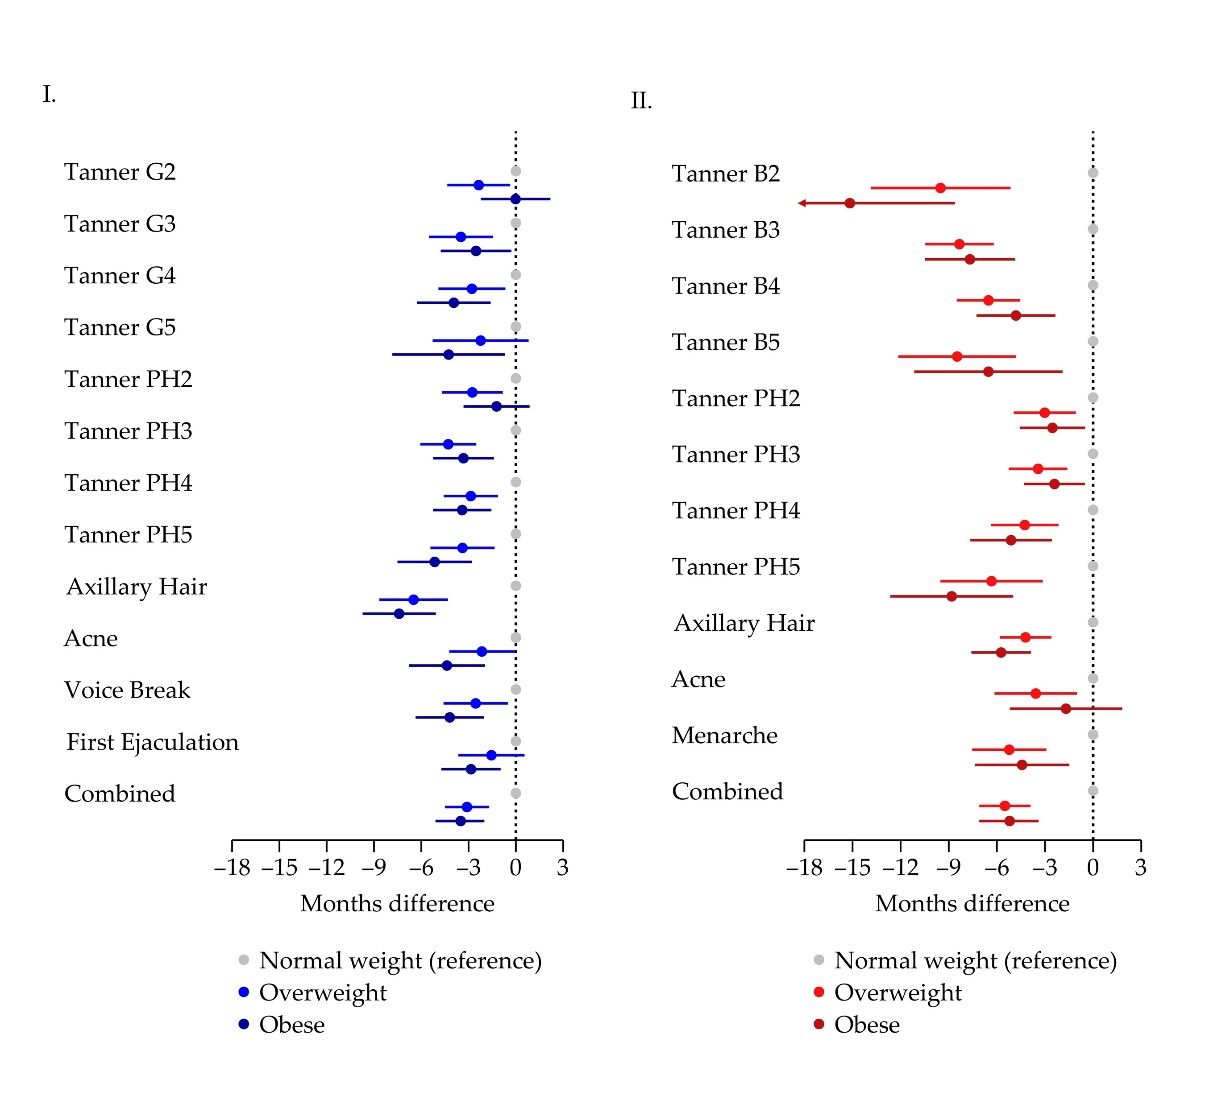 I.
Tanner G2
Tanner G3
Tanner G4
Tanner G5
Tanner PH2
Tanner PH3
Tanner PH4
Tanner PH5
Axillary Hair
Acne
Voice Break
First Ejaculation
Combined
–18 –15 –12 –9 –6 –3 0 3
Months difference
Normal weight (reference)
Overweight
Obese
II.
Tanner B2
Tanner B3
Tanner B4
Tanner B5
Tanner PH2
Tanner PH3
Tanner PH4
Tanner PH5
Axillary Hair
Acne
Menarche
Combined
–18 –15 –12 –9 –6 –3 0 3
Months difference
Normal weight (reference)
Overweight
Obese